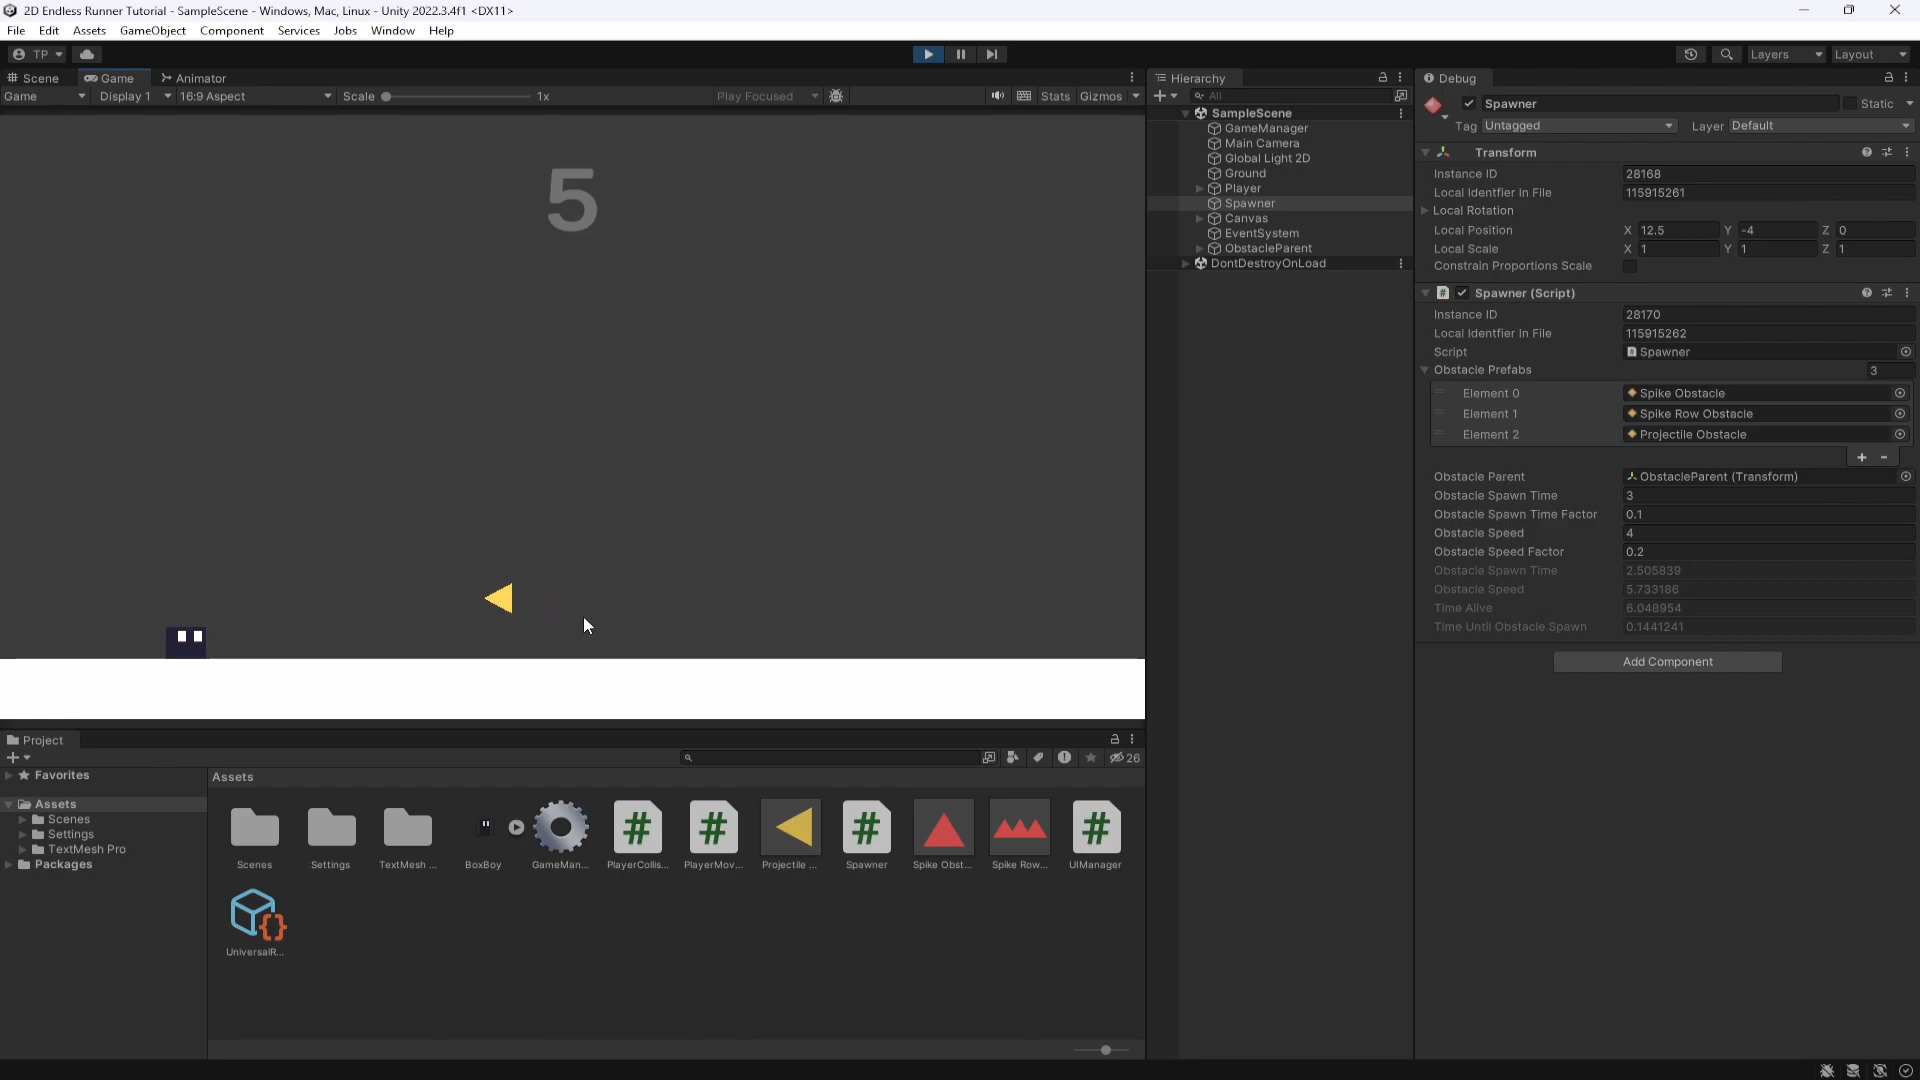 2D Endless Runner Tutorial - SampleScene - Windows, Mac, Linux - Unity 2022.3.4f1 <DX11>
File Edit Assets GameObject Component Services Jobs Window Help
TP
Layers Layout
Scene Game Animator
Game Display 1 16:9 Aspect Scale 1x Play Focused Stats Gizmos
5
Hierarchy
All
SampleScene
GameManager
Main Camera
Global Light 2D
Ground
Player
Spawner
Canvas
EventSystem
ObstacleParent
DontDestroyOnLoad
Debug
Spawner Static
Tag Untagged Layer Default
Transform
Instance ID 28168
Local Identfier In File 115915261
Local Rotation
Local Position X 12.5 Y -4 Z 0
Local Scale X 1 Y 1 Z 1
Constrain Proportions Scale
# Spawner (Script)
Instance ID 28170
Local Identfier In File 115915262
Script Spawner
Obstacle Prefabs 3
Element 0 Spike Obstacle
Element 1 Spike Row Obstacle
Element 2 Projectile Obstacle
+ -
Obstacle Parent ObstacleParent (Transform)
Obstacle Spawn Time 3
Obstacle Spawn Time Factor 0.1
Obstacle Speed 4
Obstacle Speed Factor 0.2
Obstacle Spawn Time 2.505839
Obstacle Speed 5.733186
Time Alive 6.048954
Time Until Obstacle Spawn 0.1441241
Add Component
Project
26
Favorites
Assets
Scenes
Settings
TextMesh Pro
Packages
Assets
# # # #
Scenes Settings TextMesh ... BoxBoy GameMan... PlayerCollis... PlayerMov... Projectile ... Spawner Spike Obst... Spike Row... UIManager
{}
UniversalR...